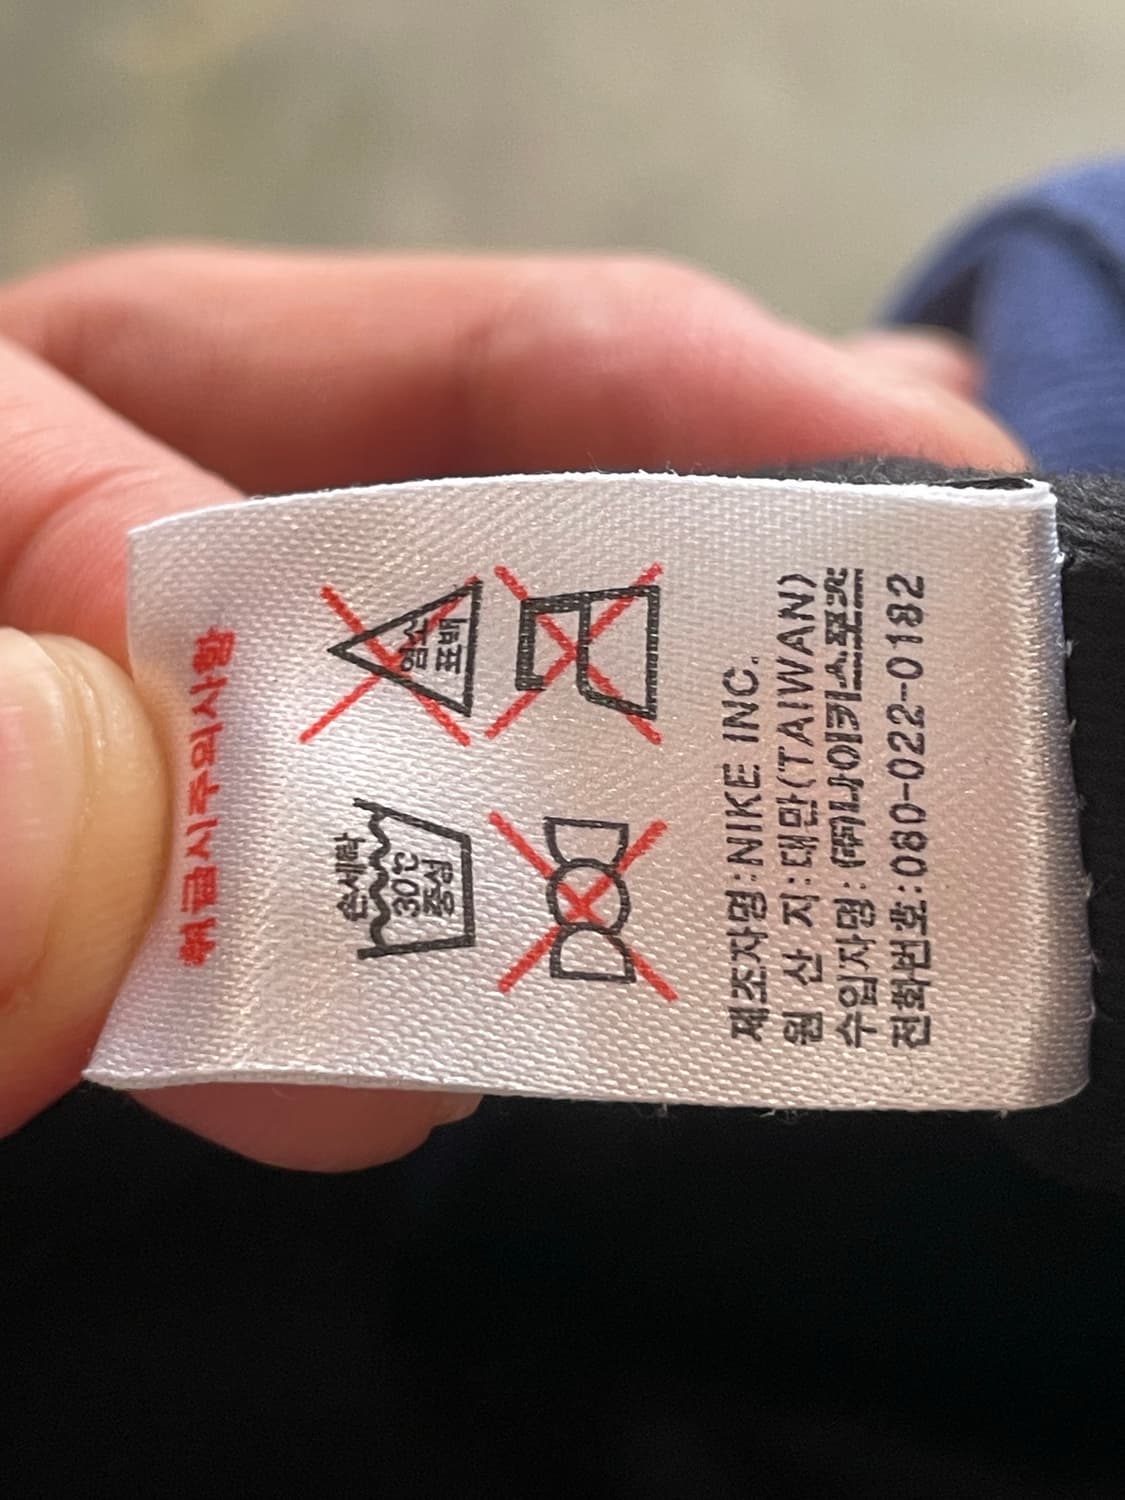 취급시주의사항
손세탁
30℃
중성
염소
표백
제조자명:NIKE INC.
원 산 지:대만(TAIWAN)
수입자명:(주)나이키스포츠
전화번호:080-022-0182